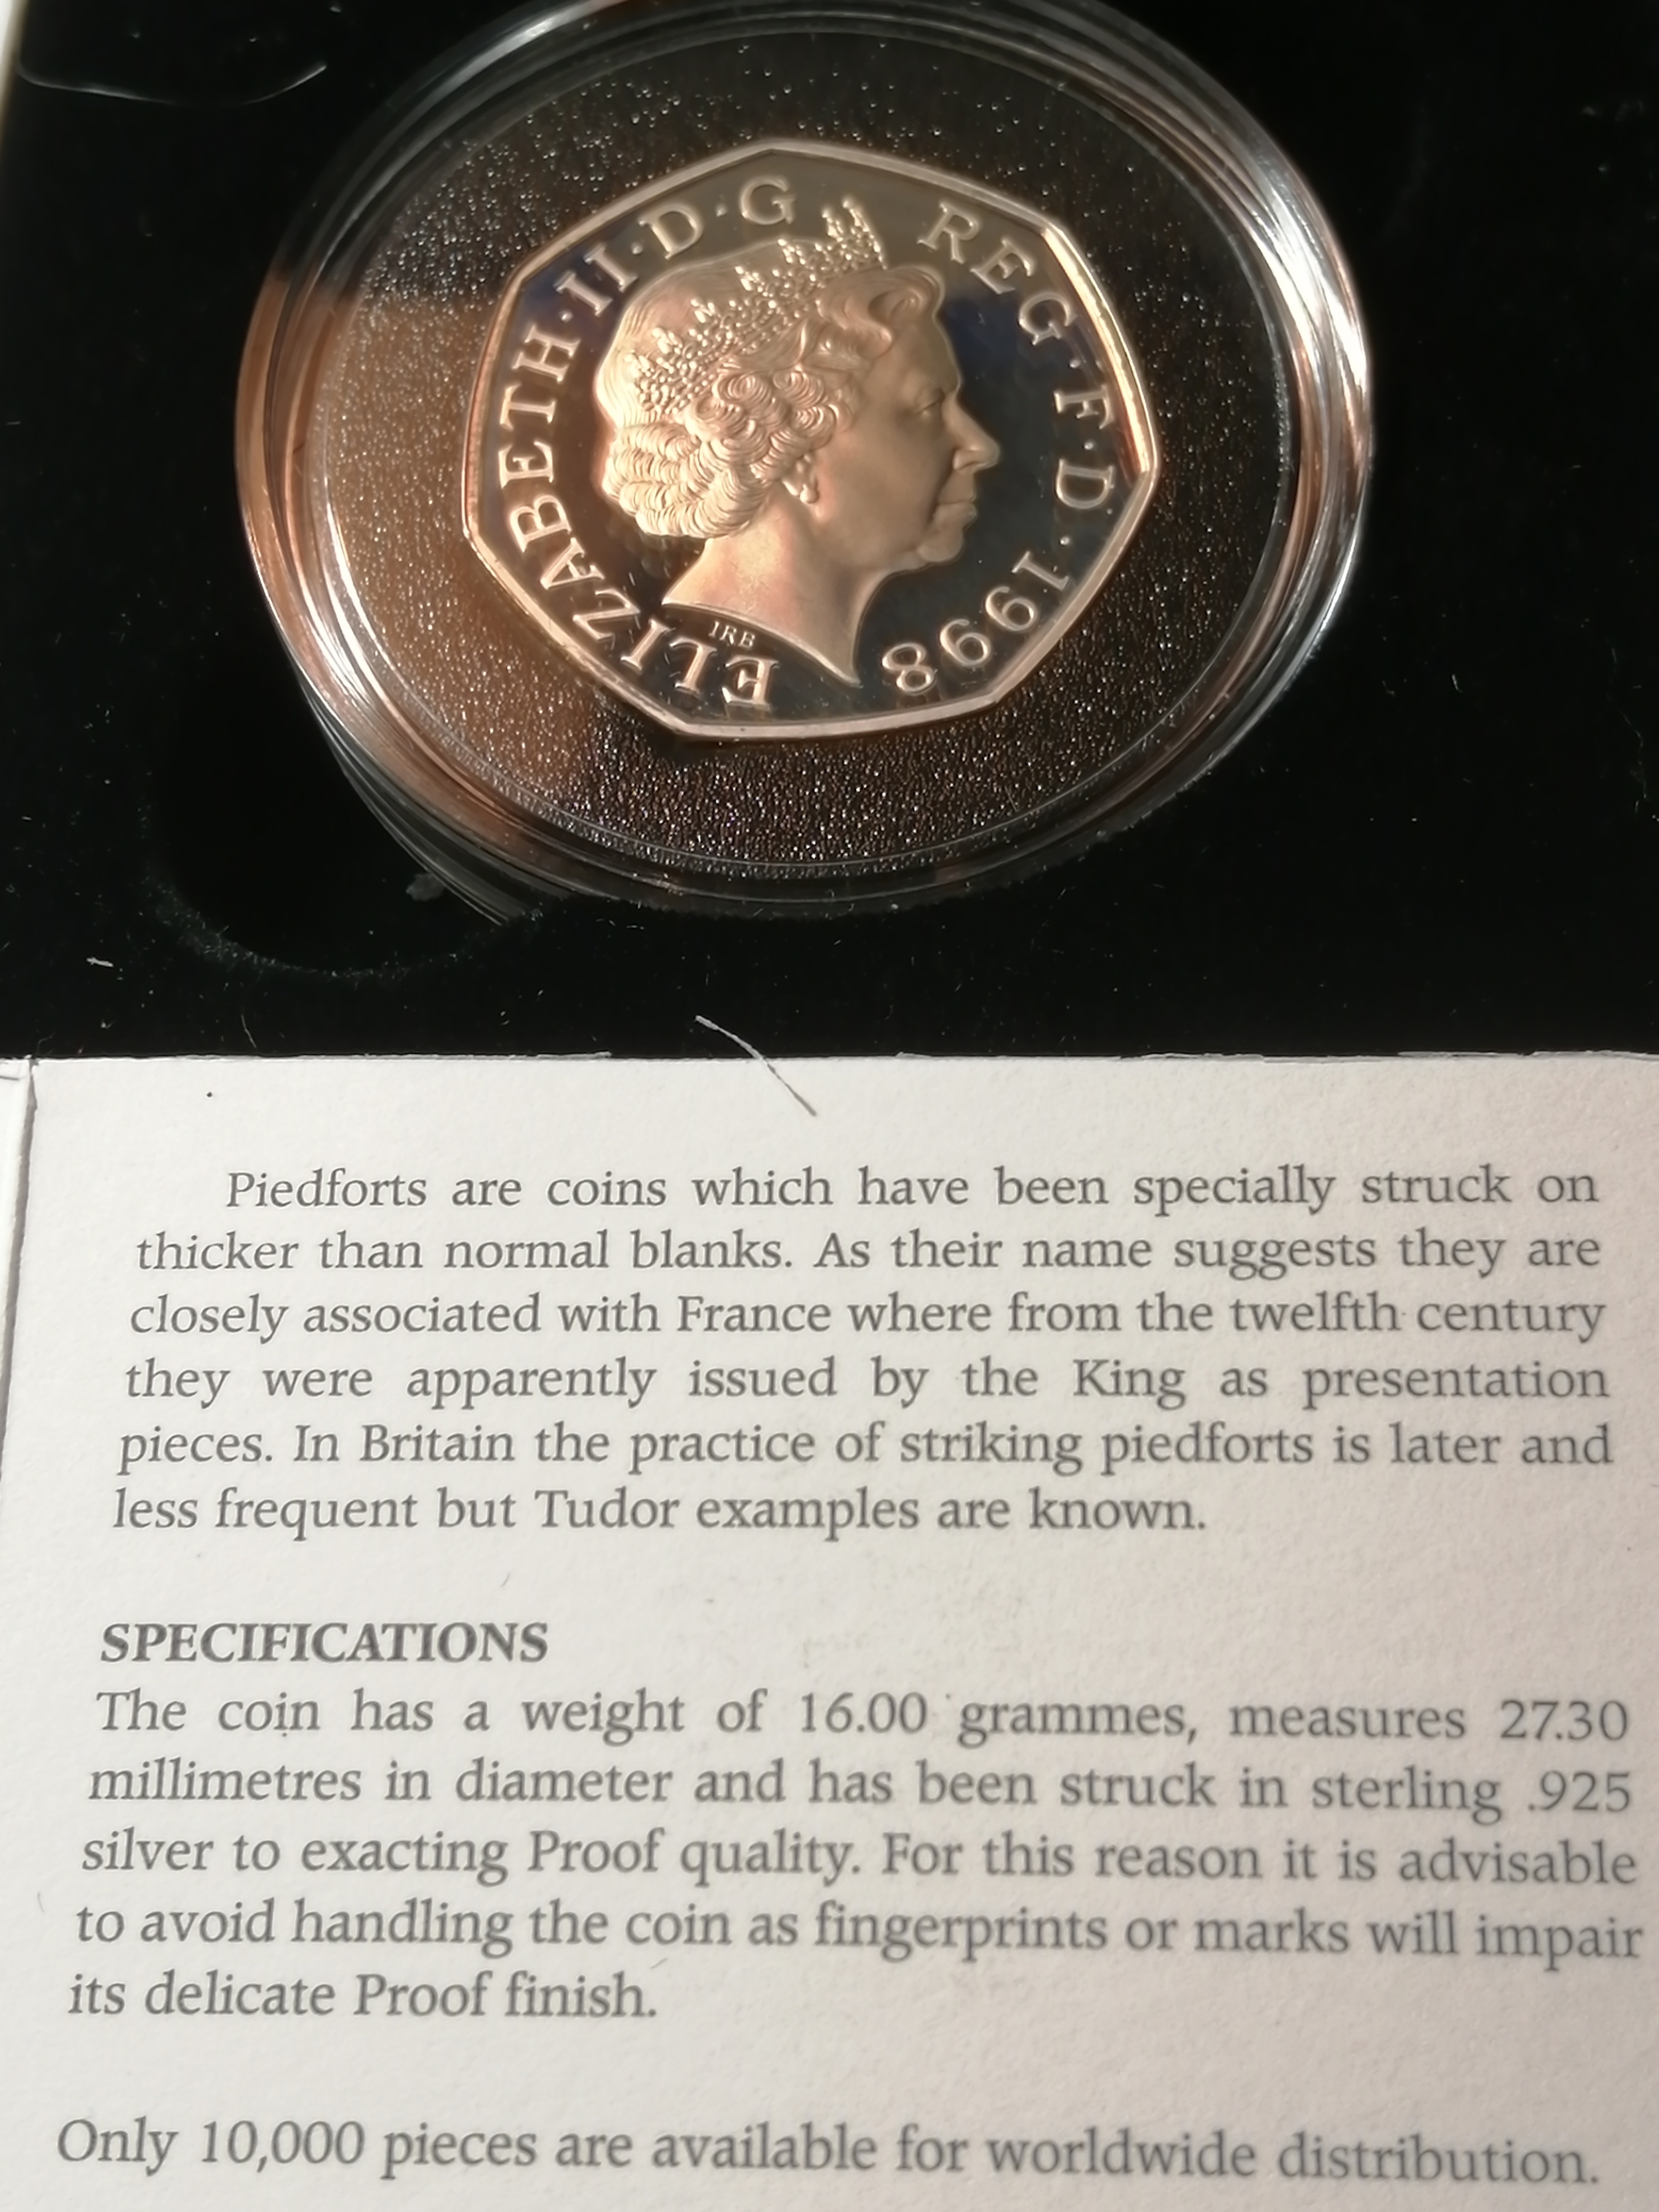 ELIZABETH·II·D·G REG·F·D·1998
IRB
Piedforts are coins which have been specially struck on
thicker than normal blanks. As their name suggests they are
closely associated with France where from the twelfth century
they were apparently issued by the King as presentation
pieces. In Britain the practice of striking piedforts is later and
less frequent but Tudor examples are known.
SPECIFICATIONS
The coin has a weight of 16.00 grammes, measures 27.30
millimetres in diameter and has been struck in sterling .925
silver to exacting Proof quality. For this reason it is advisable
to avoid handling the coin as fingerprints or marks will impair
its delicate Proof finish.
Only 10,000 pieces are available for worldwide distribution.